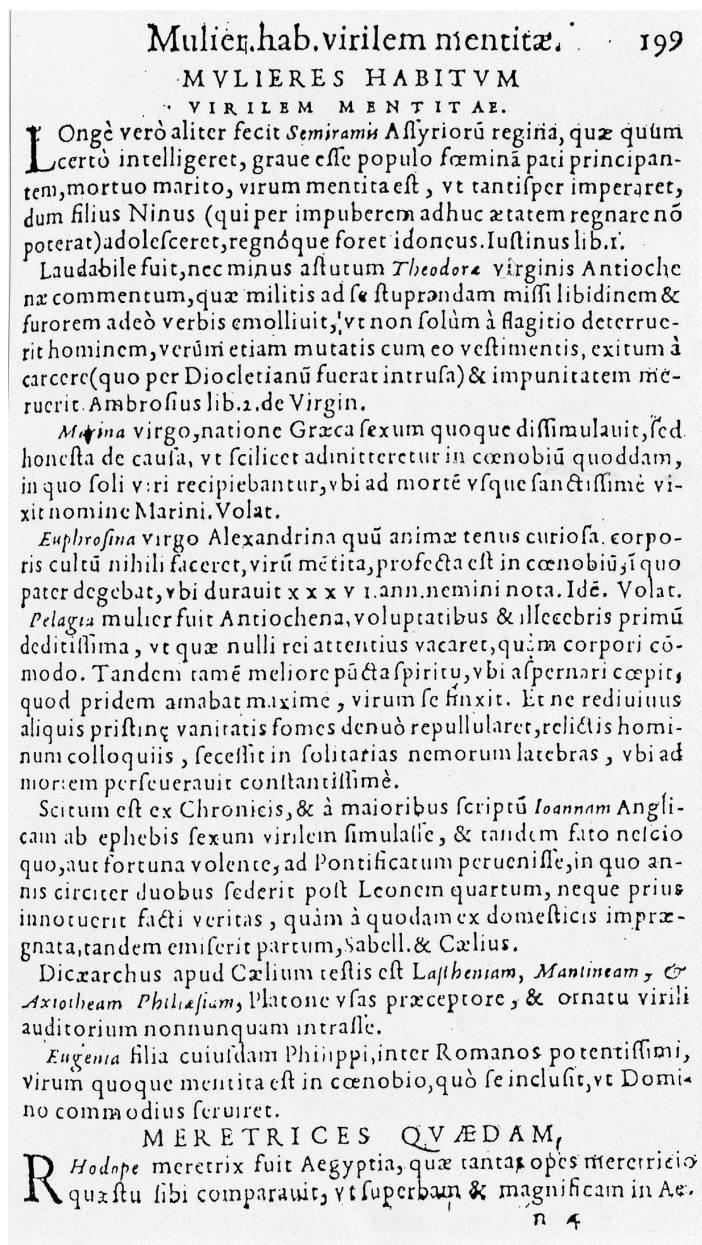 Mulier.hab.virilem mentitæ. 199
MVLIERES HABITVM
VIRILEM MENTITAE.
LOngè verò aliter fecit Semiramis Aſſyriorũ regina, quæ quùm
certò intelligeret, graue eſſe populo fœminã pati principan-
tem,mortuo marito, virum mentita eſt, vt tantiſper imperaret,
dum filius Ninus (qui per impuberem adhuc ætatem regnare nõ
poterat)adoleſceret,regnóque foret idoneus.Iuſtinus lib.1.
Laudabile fuit,nec minus aſtutum Theodoræ virginis Antioche
næ commentum,quæ militis ad ſe ſtuprandam miſſi libidinem &
furorem adeò verbis emolliuit,vt non ſolùm à flagitio deterrue-
rit hominem,verùm etiam mutatis cum eo veſtimentis, exitum à
carcere(quo per Diocletianũ fuerat intruſa) & impunitatem me-
ruerit. Ambroſius lib.2.de Virgin.
Marina virgo,natione Græca ſexum quoque diſſimulauit,ſed
honeſta de cauſa, vt ſcilicet admitteretur in cœnobiũ quoddam,
in quo ſoli viri recipiebantur,vbi ad mortẽ vſque ſanctiſſimè vi-
xit nomine Marini.Volat.
Euphroſina virgo Alexandrina quũ animæ tenus curioſa, corpo-
ris cultũ nihili faceret,virũ mẽtita,profecta eſt in cœnobiũ,ĩ quo
pater degebat,vbi durauit x x x v 1.ann.nemini nota. Idẽ. Volat.
Pelagia mulier fuit Antiochena,voluptatibus & illecebris primũ
deditiſſima, vt quæ nulli rei attentius vacaret,quàm corpori cõ-
modo. Tandem tamẽ meliore pũcta ſpiritu,vbi aſpernari cœpit,
quod pridem amabat maxime, virum ſe finxit. Et ne rediuiuus
aliquis priſtinę vanitatis fomes denuò repullularet,relictis homi-
num colloquiis, ſeceſſit in ſolitarias nemorum latebras, vbi ad
mortem perſeuerauit conſtantiſſimè.
Scitum eſt ex Chronicis,& à maioribus ſcriptũ Ioannam Angli-
cam ab ephebis ſexum virilem ſimulaſſe, & tandem fato neſcio
quo,aut fortuna volente, ad Pontificatum perueniſſe,in quo an-
nis circiter duobus ſederit poſt Leonem quartum, neque prius
innotuerit facti veritas, quàm à quodam ex domeſticis impræ-
gnata,tandem emiſerit partum,Sabell.& Cælius.
Dicæarchus apud Cælium teſtis eſt Laſtheniam, Mantineam, &
Axiotheam Phliaſiam, Platone vſas præceptore, & ornatu virili
auditorium nonnunquam intraſſe.
Eugenia filia cuiuſdam Philippi,inter Romanos potentiſſimi,
virum quoque mentita eſt in cœnobio,quò ſe incluſit,vt Domi-
no commodius ſeruiret.
MERETRICES QVÆDAM,
RHodope meretrix fuit Aegyptia, quæ tantas opes meretricio
quæſtu ſibi comparauit, vt ſuperbam & magnificam in Ae-
n 4